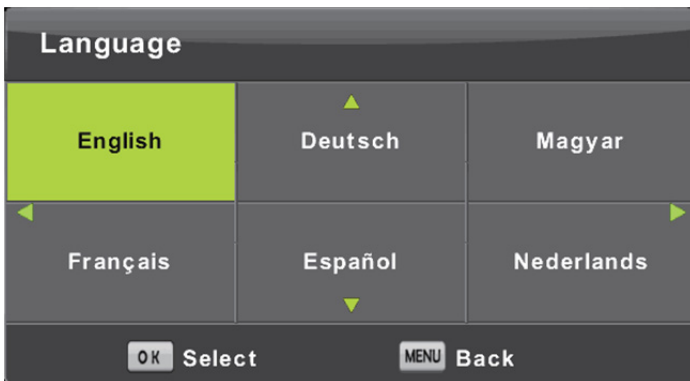 Language
English Deutsch Magyar
Français Español Nederlands
OK Select MENU Back